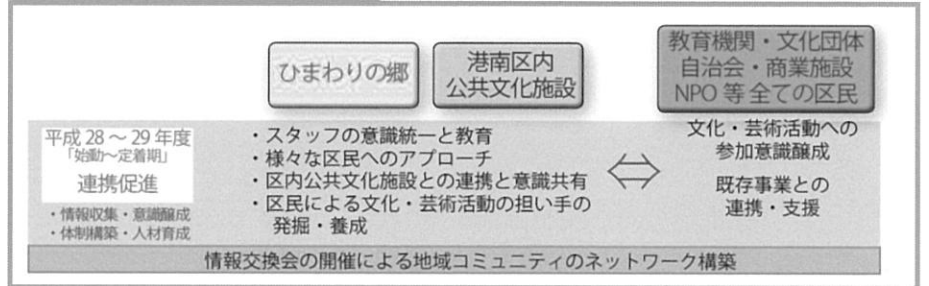 ひまわりの郷
港南区内
公共文化施設
教育機関・文化団体
自治会・商業施設
NPO 等 全ての区民
平成 28 ～ 29 年度
「始動～定着期」
連携促進
・情報収集・意識醸成
・体制構築・人材育成
・スタッフの意識統一と教育
・様々な区民へのアプローチ
・区内公共文化施設との連携と意識共有
・区民による文化・芸術活動の担い手の
発掘・養成
文化・芸術活動への
参加意識醸成
既存事業との
連携・支援
情報交換会の開催による地域コミュニティのネットワーク構築